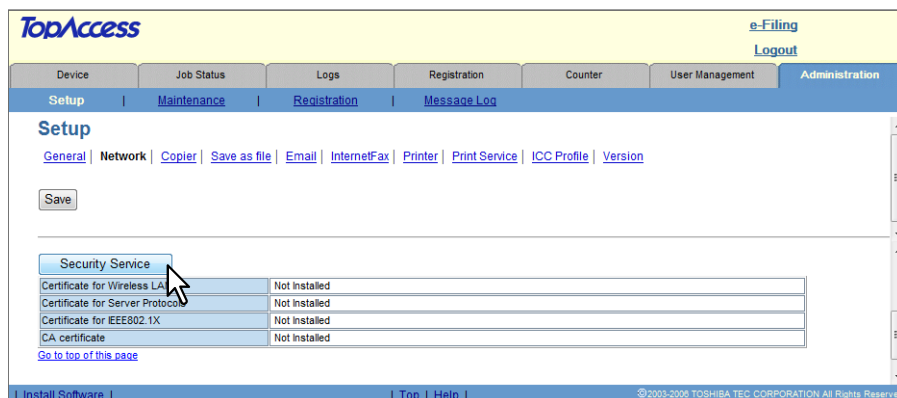 TopAccess
e-Filing
Logout
Device Job Status Logs Registration Counter User Management Administration
Setup | Maintenance | Registration | Message Log
Setup
General | Network | Copier | Save as file | Email | InternetFax | Printer | Print Service | ICC Profile | Version
Save
Security Service
Certificate for Wireless LAN Not Installed
Certificate for Server Protocols Not Installed
Certificate for IEEE802.1X Not Installed
CA certificate Not Installed
Go to top of this page
| Install Software | | Top | Help | ©2003-2006 TOSHIBA TEC CORPORATION All Rights Reserve